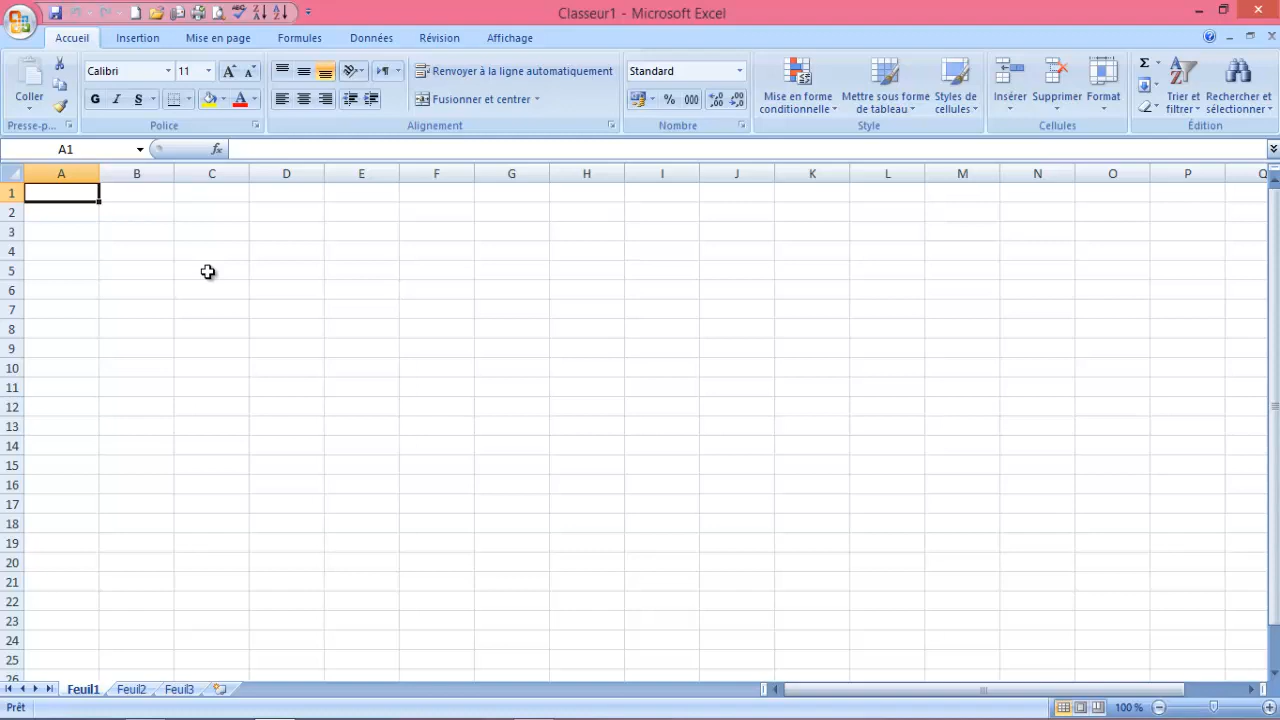 Classeur1 - Microsoft Excel
Accueil Insertion Mise en page Formules Données Révision Affichage
Coller
Calibri 11
Renvoyer à la ligne automatiquement
Standard
G I S
Fusionner et centrer
% 000
Mise en forme conditionnelle
Mettre sous forme de tableau
Styles de cellules
Insérer Supprimer Format
Σ
Trier et filtrer
Rechercher et sélectionner
Presse-p... Police Alignement Nombre Style Cellules Édition
A1 fx
A B C D E F G H I J K L M N O P Q
1
2
3
4
5
6
7
8
9
10
11
12
13
14
15
16
17
18
19
20
21
22
23
24
25
26
Feuil1 Feuil2 Feuil3
Prêt 100 %